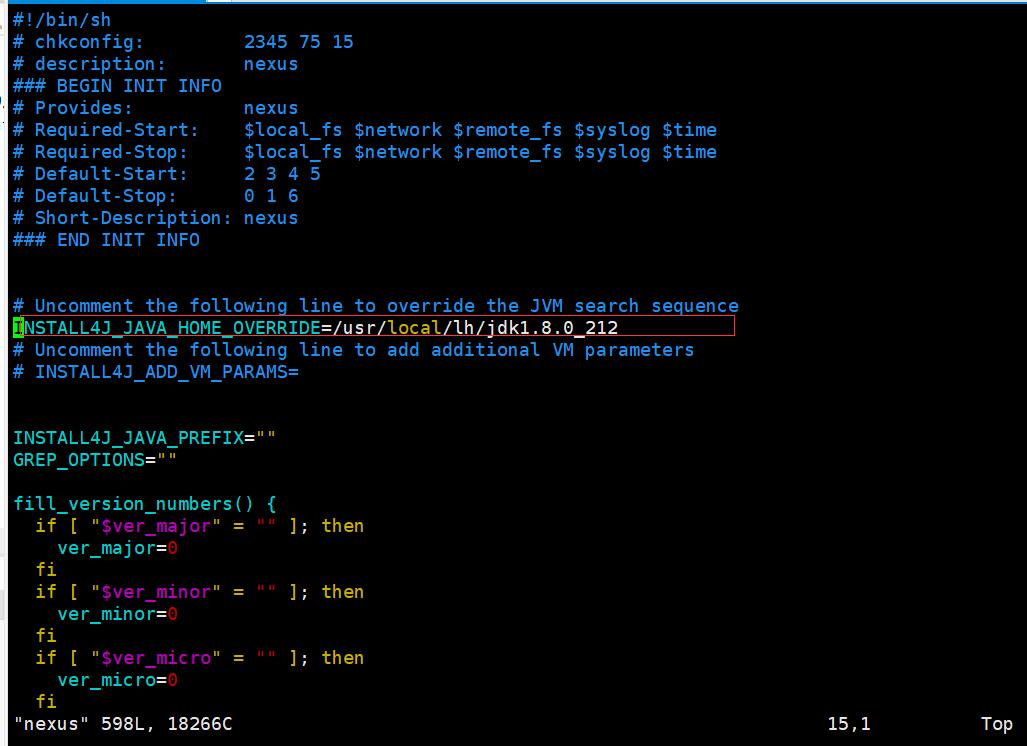 #!/bin/sh
# chkconfig:         2345 75 15
# description:       nexus
### BEGIN INIT INFO
# Provides:          nexus
# Required-Start:    $local_fs $network $remote_fs $syslog $time
# Required-Stop:     $local_fs $network $remote_fs $syslog $time
# Default-Start:     2 3 4 5
# Default-Stop:      0 1 6
# Short-Description: nexus
### END INIT INFO
# Uncomment the following line to override the JVM search sequence
INSTALL4J_JAVA_HOME_OVERRIDE=/usr/local/lh/jdk1.8.0_212
# Uncomment the following line to add additional VM parameters
# INSTALL4J_ADD_VM_PARAMS=
INSTALL4J_JAVA_PREFIX=""
GREP_OPTIONS=""
fill_version_numbers() {
  if [ "$ver_major" = "" ]; then
    ver_major=0
  fi
  if [ "$ver_minor" = "" ]; then
    ver_minor=0
  fi
  if [ "$ver_micro" = "" ]; then
    ver_micro=0
  fi
"nexus" 598L, 18266C 15,1 Top